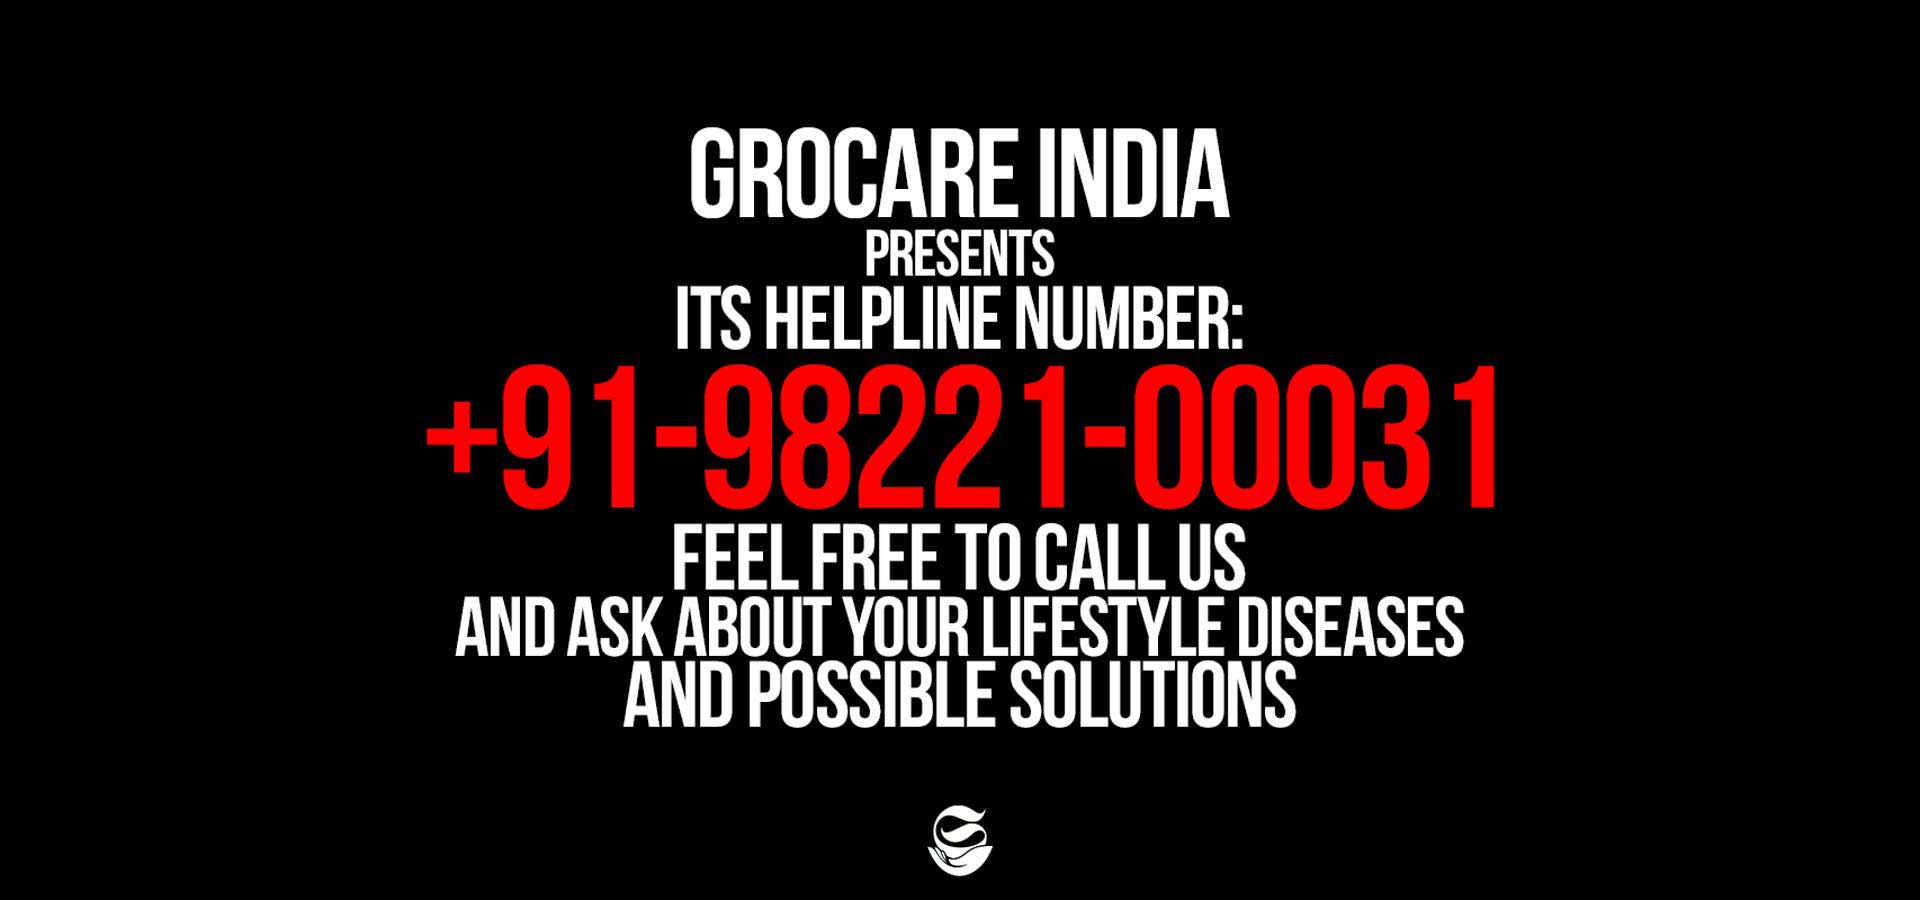 GROCARE INDIA
PRESENTS
ITS HELPLINE NUMBER:
+91-98221-00031
FEEL FREE TO CALL US
AND ASK ABOUT YOUR LIFESTYLE DISEASES
AND POSSIBLE SOLUTIONS